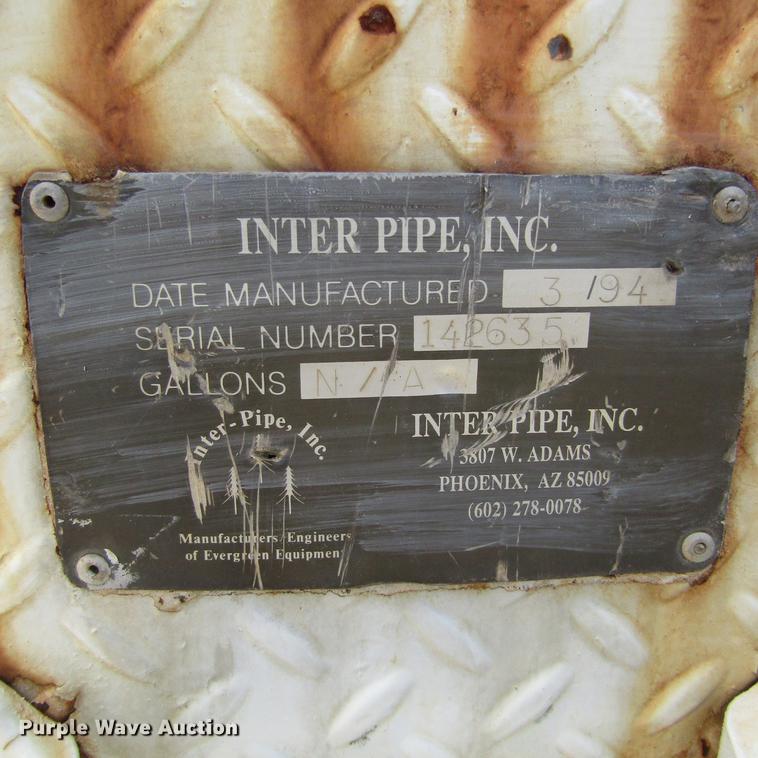 INTER PIPE, INC.
DATE MANUFACTURED 3/94
SERIAL NUMBER 142635
GALLONS N/A
Inter-Pipe, Inc.
Manufacturers/Engineers
of Evergreen Equipment
INTER PIPE, INC.
3807 W. ADAMS
PHOENIX, AZ 85009
(602) 278-0078
Purple Wave Auction